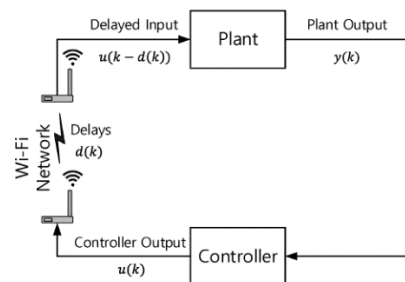 Delayed Input
u(k − d(k))
Plant
Plant Output
y(k)
Wi-Fi
Network
Delays
d(k)
Controller Output
u(k)
Controller